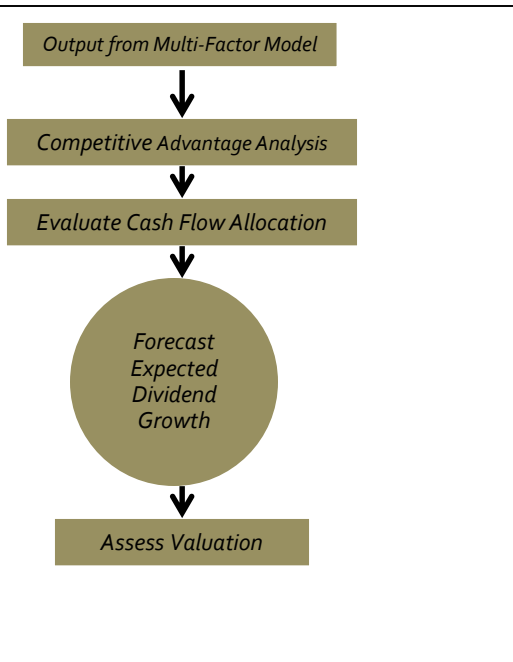 Output from Multi-Factor Model
Competitive Advantage Analysis
Evaluate Cash Flow Allocation
Forecast
Expected
Dividend
Growth
Assess Valuation